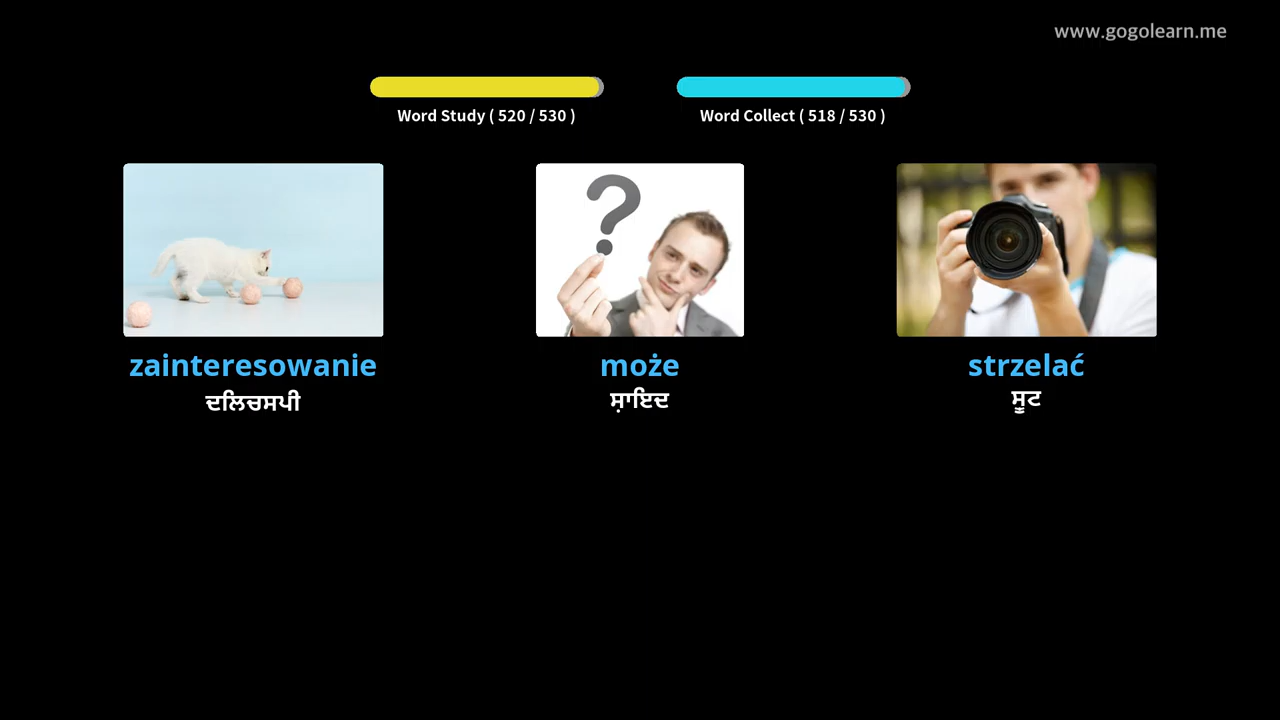 www.gogolearn.me
Word Study ( 520 / 530 )
Word Collect ( 518 / 530 )
zainteresowanie
może
strzelać
ਦਲਿਚਸਪੀ
ਸ਼ਾਇਦ
ਸ਼ੂਟ